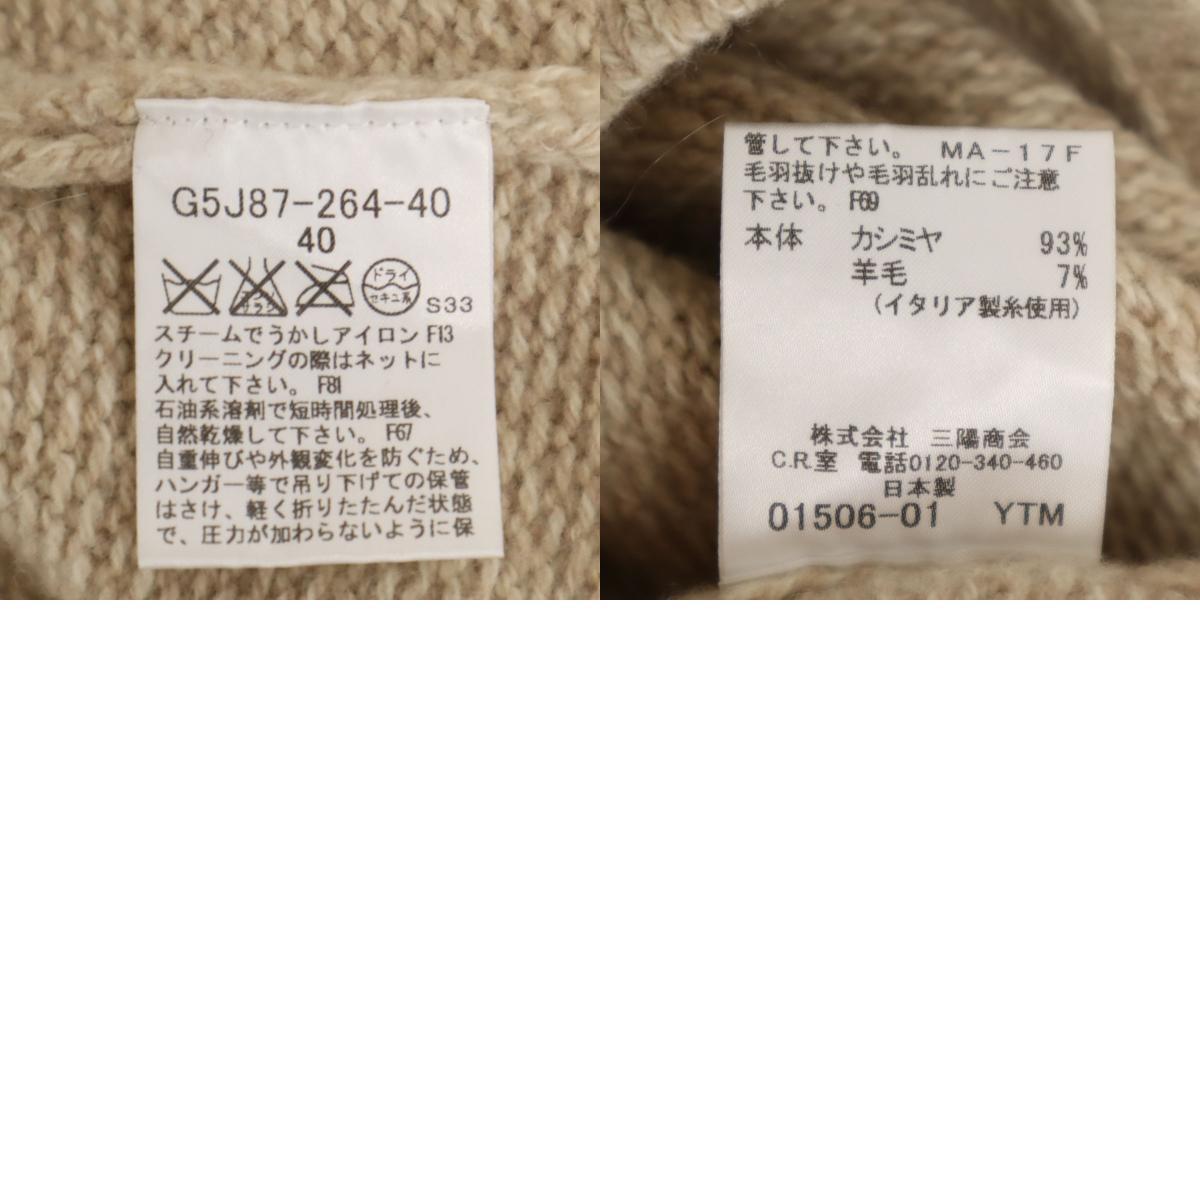 G5J87-264-40
40
ドライ
セキユ系
S33
スチームでうかしアイロン F13
クリーニングの際はネットに
入れて下さい。 F81
石油系溶剤で短時間処理後、
自然乾燥して下さい。 F67
自重伸びや外観変化を防ぐため、
ハンガー等で吊り下げての保管
はさけ、軽く折りたたんだ状態
で、圧力が加わらないように保
管して下さい。 MA-17F
毛羽抜けや毛羽乱れにご注意
下さい。 F69
本体 カシミヤ 93%
羊毛 7%
(イタリア製糸使用)
株式会社 三陽商会
C.R.室 電話0120-340-460
日本製
01506-01 YTM